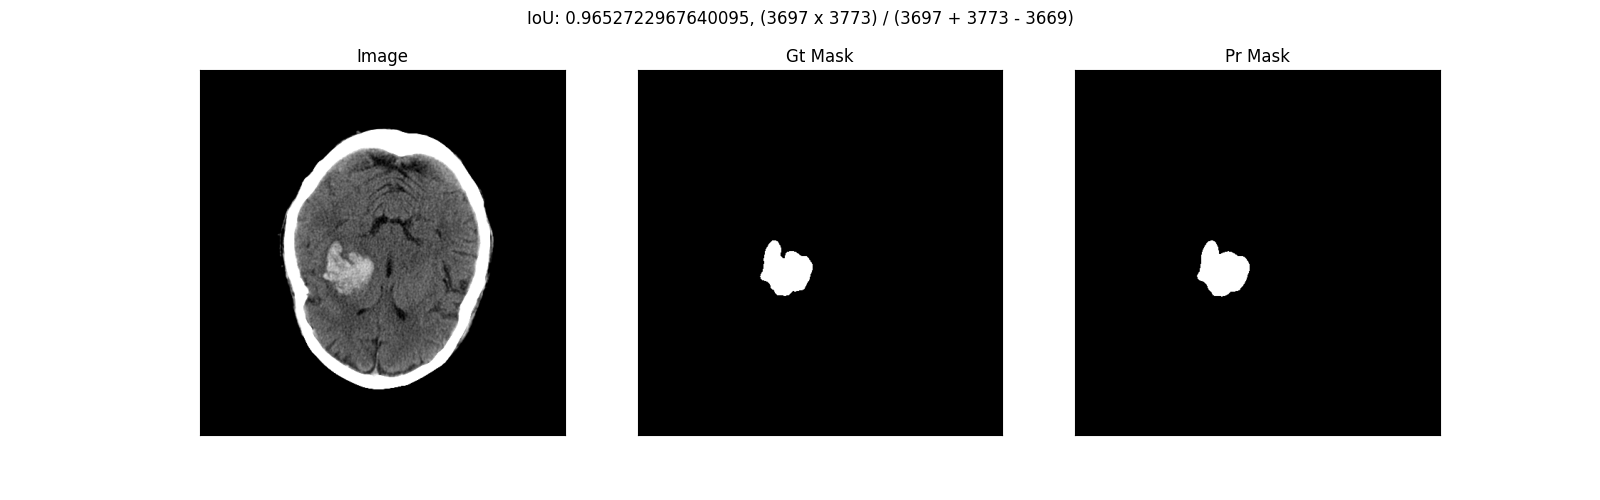 IoU: 0.9652722967640095, (3697 x 3773) / (3697 + 3773 - 3669)
Image
Gt Mask
Pr Mask